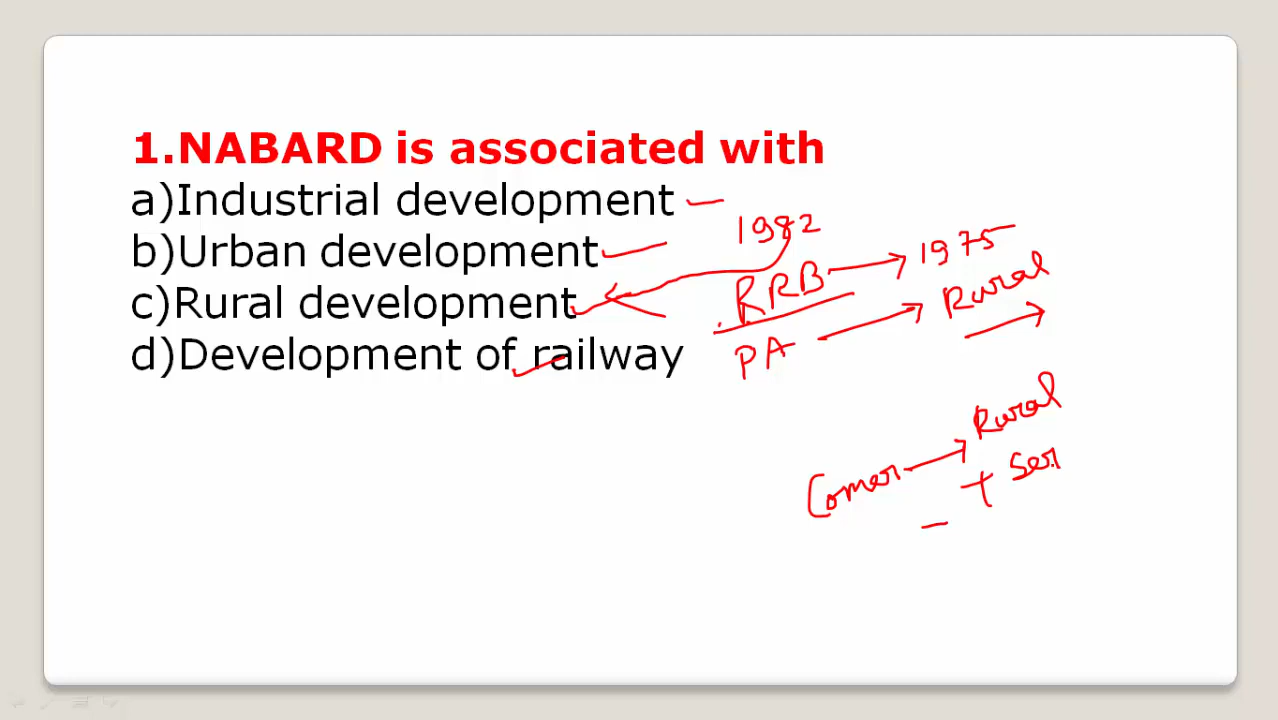 1.NABARD is associated with
a)Industrial development
b)Urban development
c)Rural development
d)Development of railway
1982
RRB → 1975
PA → Rural
Comer → Rural
+ Ser